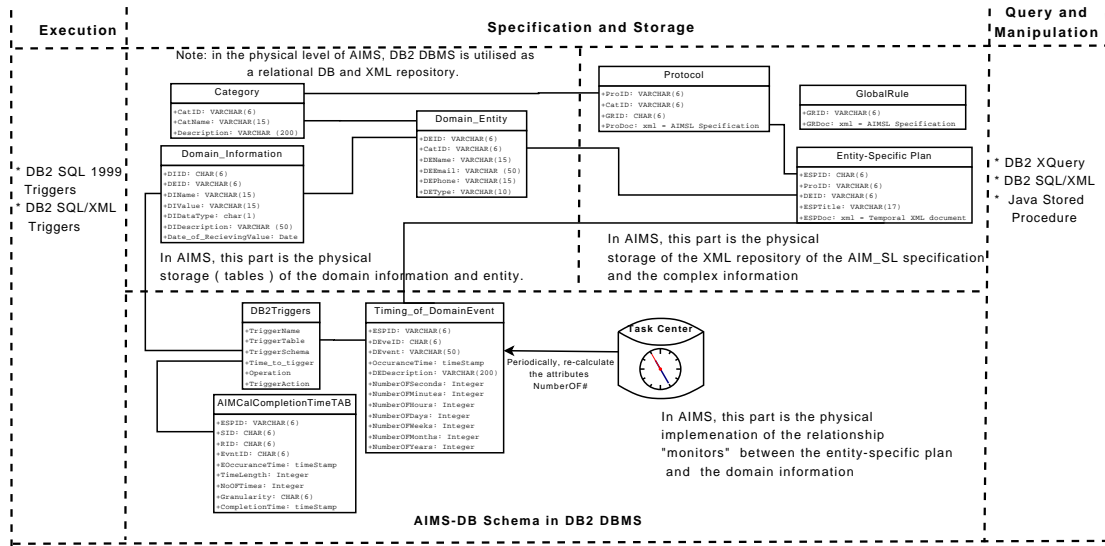 Execution
Specification and Storage
Query and
Manipulation
Note: in the physical level of AIMS, DB2 DBMS is utilised as
a relational DB and XML repository.
* DB2 SQL 1999
Triggers
* DB2 SQL/XML
Triggers
Category
+CatID: VARCHAR(6)
+CatName: VARCHAR(15)
+Description: VARCHAR (200)
Domain_Information
+DIID: CHAR(6)
+DEID: VARCHAR(6)
+DIName: VARCHAR(15)
+DIValue: VARCHAR(15)
+DIDataType: char(1)
+DIDescription: VARCHAR (50)
+Date_of_RecievingValue: Date
Domain_Entity
+DEID: VARCHAR(6)
+CatID: VARCHAR(6)
+DEName: VARCHAR(15)
+DEEmail: VARCHAR (50)
+DEPhone: VARCHAR(15)
+DEType: VARCHAR(10)
In AIMS, this part is the physical
storage ( tables ) of the domain information and entity.
Protocol
+ProID: VARCHAR(6)
+CatID: VARCHAR(6)
+GRID: CHAR(6)
+ProDoc: xml = AIMSL Specification
GlobalRule
+GRID: VARCHAR(6)
+GRDoc: xml = AIMSL Specification
Entity-Specific Plan
+ESPID: CHAR(6)
+ProID: VARCHAR(6)
+DEID: CHAR(6)
+ESPTitle: VARCHAR(17)
+ESPDoc: xml = Temporal XML document
In AIMS, this part is the physical
storage of the XML repository of the AIM_SL specification
and the complex information
* DB2 XQuery
* DB2 SQL/XML
* Java Stored
Procedure
DB2Triggers
+TriggerName
+TriggerTable
+TriggerSchema
+Time_to_tigger
+Operation
+TriggerAction
Timing_of_DomainEvent
+ESPID: VARCHAR(6)
+DEveID: CHAR(6)
+DEvent: VARCHAR(50)
+OccuranceTime: timeStamp
+DEDescription: VARCHAR(200)
+NumberOFSeconds: Integer
+NumberOFMinutes: Integer
+NumberOFHours: Integer
+NumberOFDays: Integer
+NumberOFWeeks: Integer
+NumberOFMonths: Integer
+NumberOFYears: Integer
Periodically, re-calculate
the attributes
NumberOF#
Task Center
AIMCalCompletionTimeTAB
+ESPID: VARCHAR(6)
+SID: CHAR(6)
+RID: CHAR(6)
+EvntID: CHAR(6)
+EOccuranceTime: timeStamp
+TimeLength: Integer
+NoOFTimes: Integer
+Granularity: CHAR(6)
+CompletionTime: timeStamp
In AIMS, this part is the physical
implemenation of the relationship
"monitors" between the entity-specific plan
and the domain information
AIMS-DB Schema in DB2 DBMS